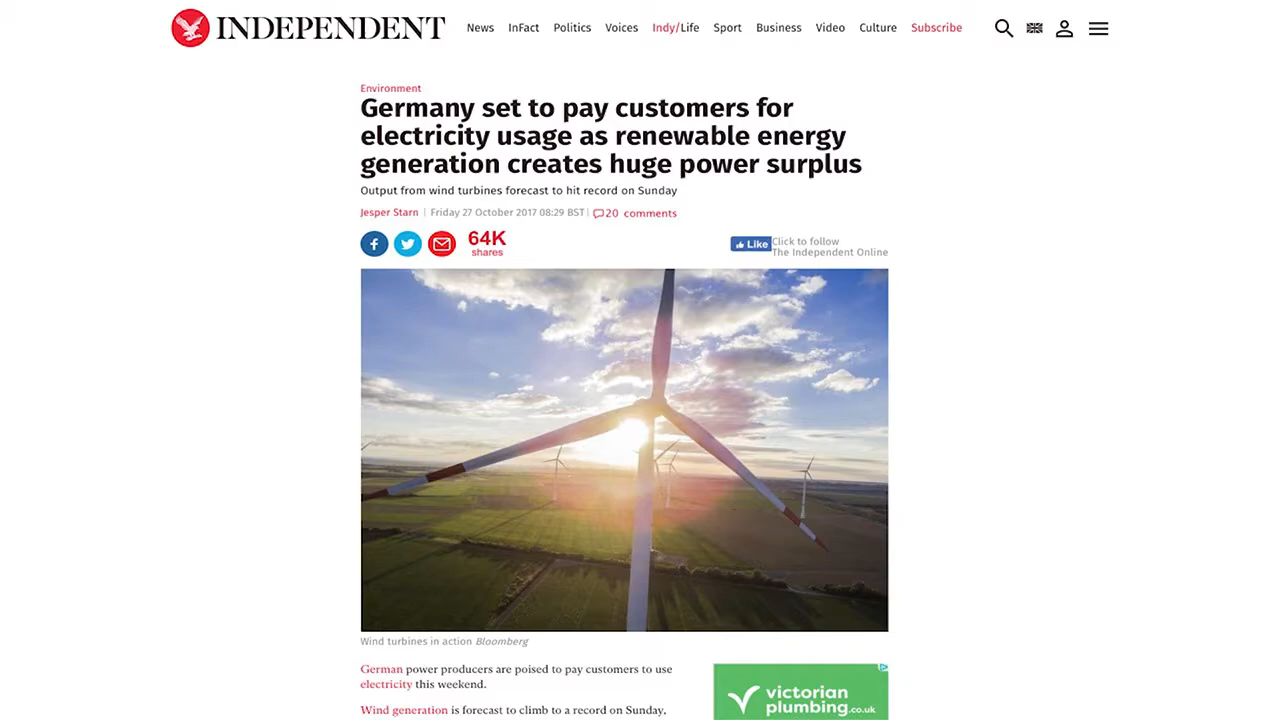 INDEPENDENT
News InFact Politics Voices Indy/Life Sport Business Video Culture Subscribe
Environment
Germany set to pay customers for
electricity usage as renewable energy
generation creates huge power surplus
Output from wind turbines forecast to hit record on Sunday
Jesper Starn | Friday 27 October 2017 08:29 BST | 20 comments
64K
shares
Like
Click to follow
The Independent Online
Wind turbines in action Bloomberg
German power producers are poised to pay customers to use
electricity this weekend.
Wind generation is forecast to climb to a record on Sunday,
victorian
plumbing.co.uk